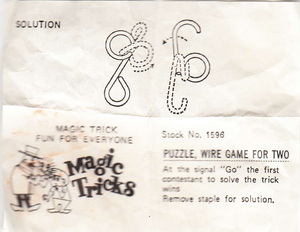 SOLUTION
MAGIC TRICK
FUN FOR EVERYONE
Magic
Tricks
Stock No. 1596
PUZZLE, WIRE GAME FOR TWO
At the signal "Go" the first
contestant to solve the trick
wins
Remove staple for solution.